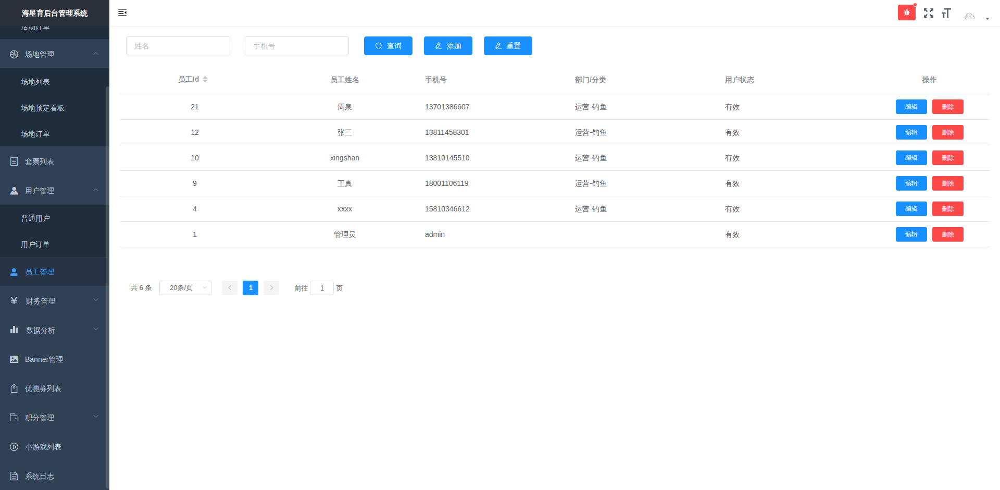 海星育后台管理系统
活动订单
场地管理
场地列表
场地预定看板
场地订单
套票列表
用户管理
普通用户
用户订单
员工管理
财务管理
数据分析
Banner管理
优惠券列表
积分管理
小游戏列表
系统日志
姓名 手机号 查询 添加 重置
员工Id 员工姓名 手机号 部门/分类 用户状态 操作
21 周泉 13701386607 运营-钓鱼 有效 编辑 删除
12 张三 13811458301 运营-钓鱼 有效 编辑 删除
10 xingshan 13810145510 运营-钓鱼 有效 编辑 删除
9 王真 18001106119 运营-钓鱼 有效 编辑 删除
4 xxxx 15810346612 运营-钓鱼 有效 编辑 删除
1 管理员 admin 有效 编辑 删除
共 6 条 20条/页 1 前往 1 页